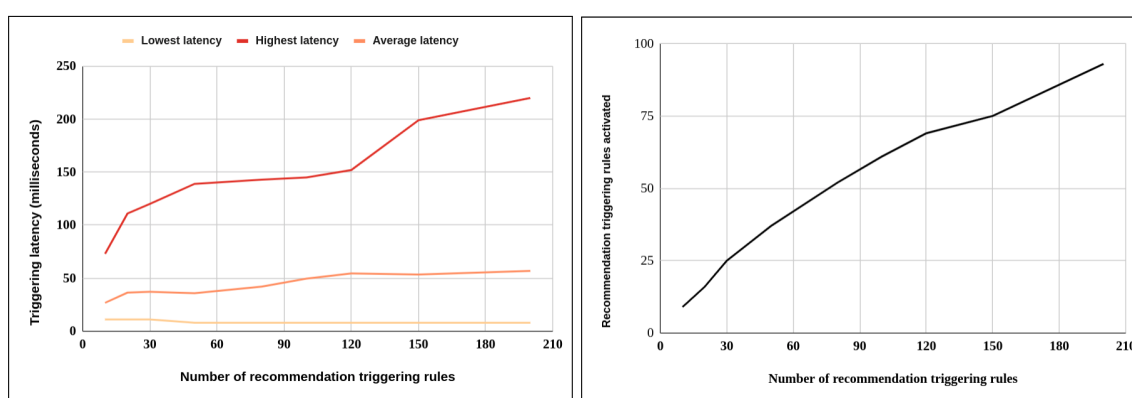 Lowest latency Highest latency Average latency
250
200
150
100
50
0
0 30 60 90 120 150 180 210
Triggering latency (milliseconds)
Number of recommendation triggering rules
100
75
50
25
0
0 30 60 90 120 150 180 210
Recommendation triggering rules activated
Number of recommendation triggering rules